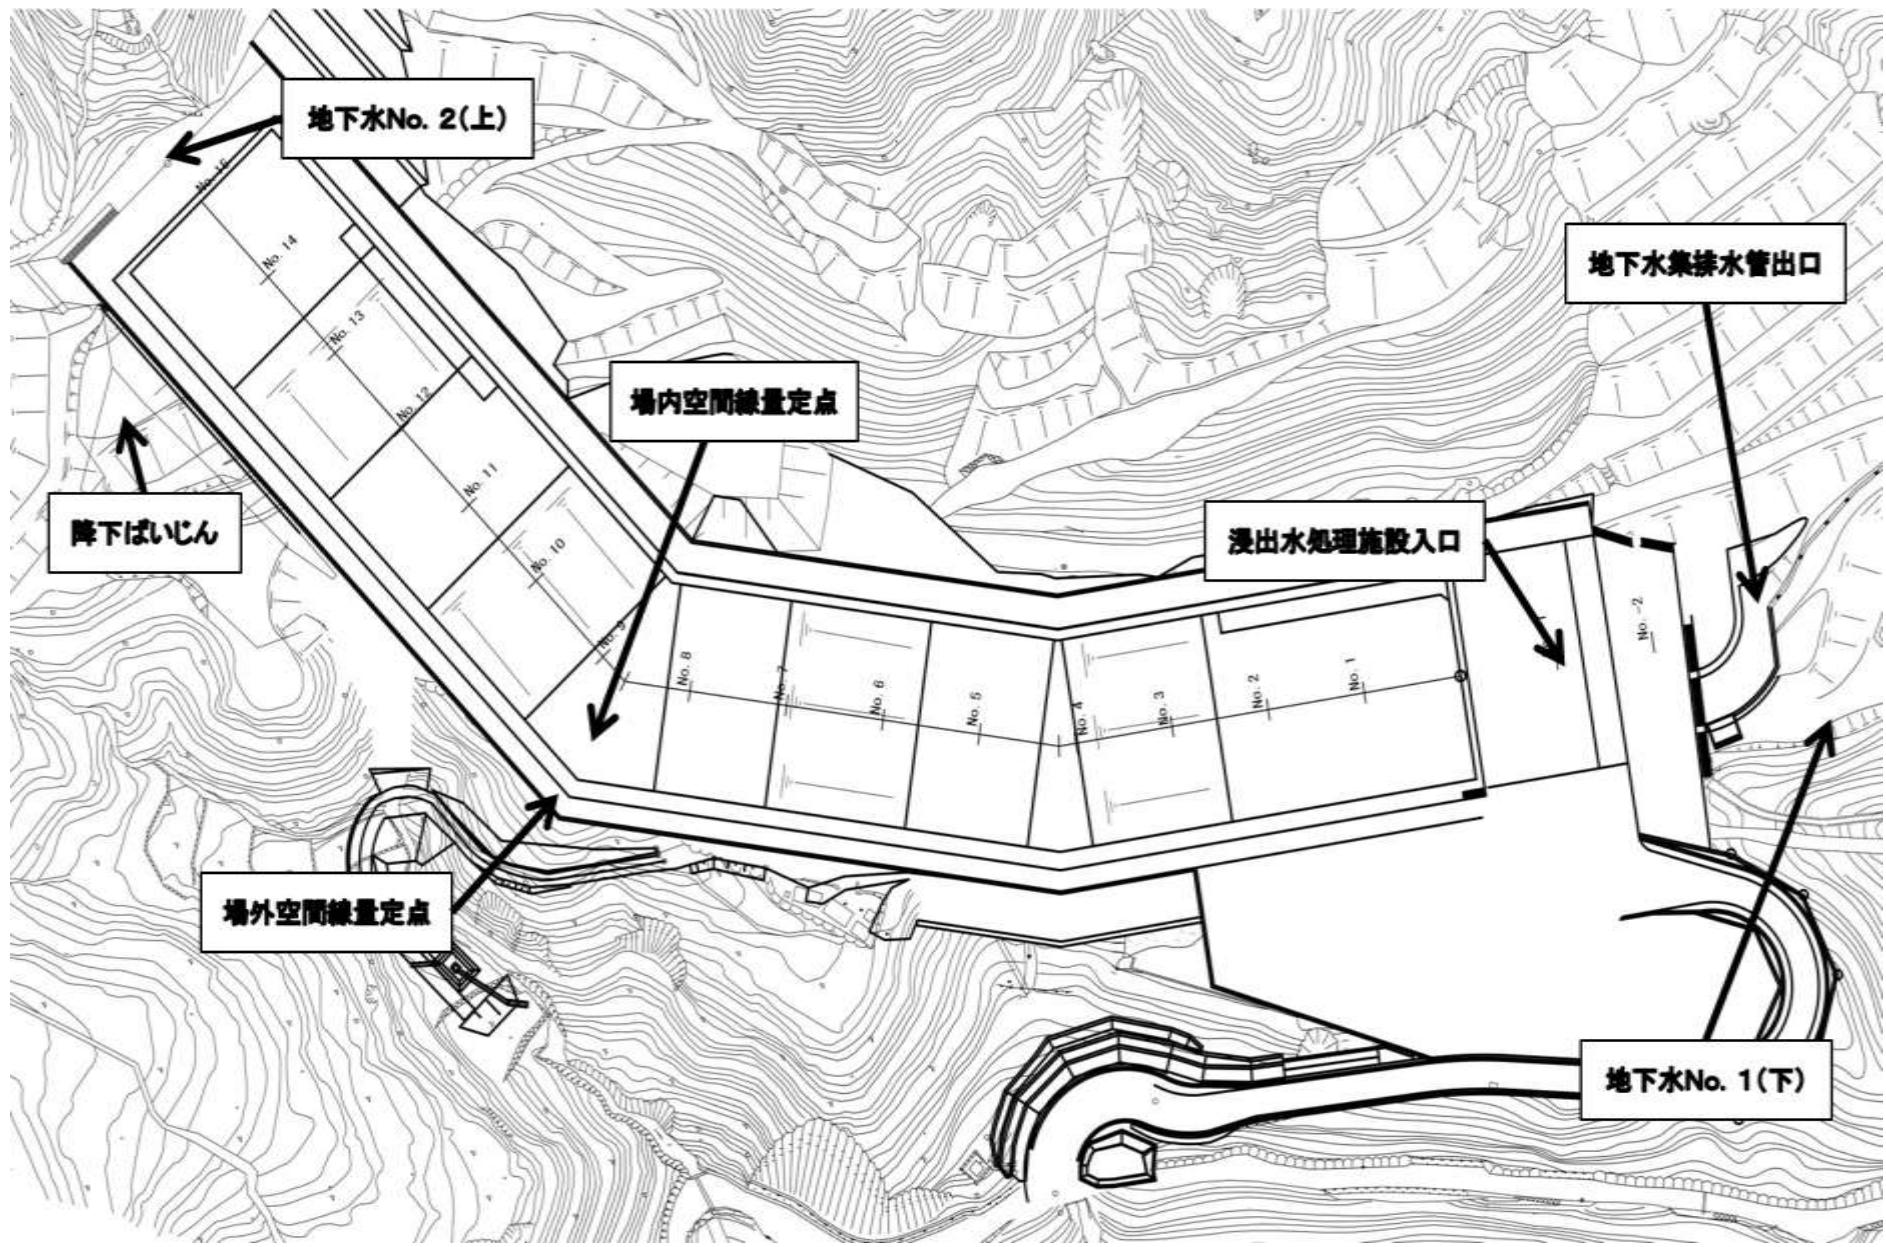 地下水No. 2(上)
No. 16
地下水集排水管出口
No. 14
No. 13
場内空間線量定点
No. 12
No. 11
降下ばいじん
浸出水処理施設入口
No. 10
No. 9
No. 8
No. 7
No. 6
No. 5
No. 4
No. 3
No. 2
No. 1
No. -2
場外空間線量定点
地下水No. 1(下)